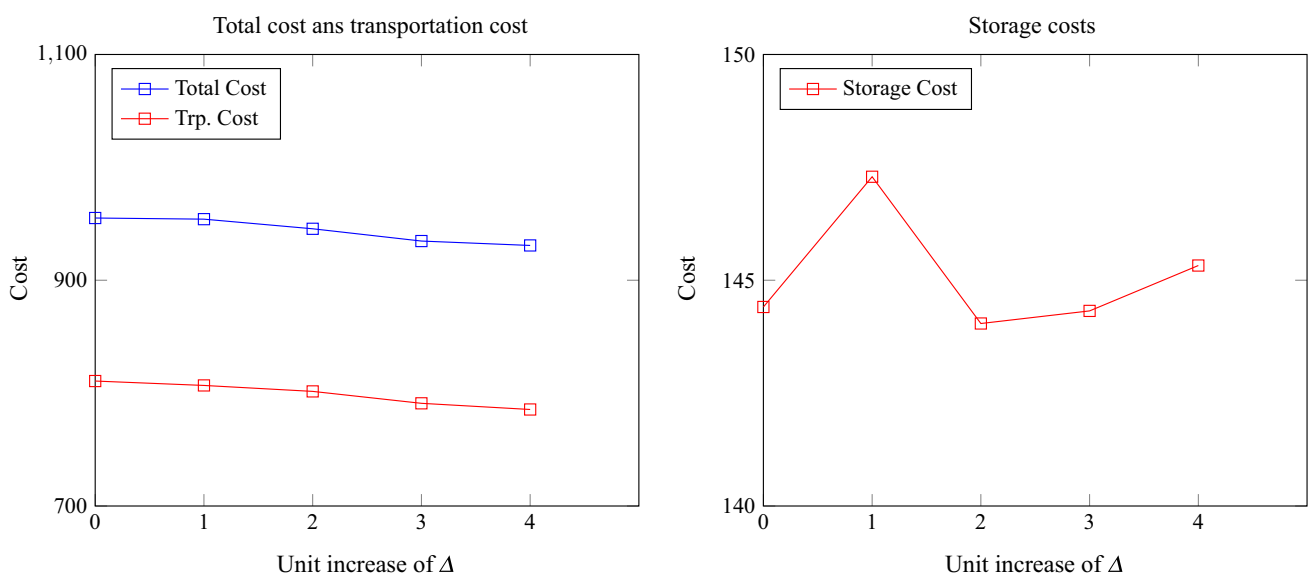 Total cost ans transportation cost
1,100
900
700
Cost
Total Cost
Trp. Cost
0 1 2 3 4
Unit increase of Δ
Storage costs
150
145
140
Cost
Storage Cost
0 1 2 3 4
Unit increase of Δ